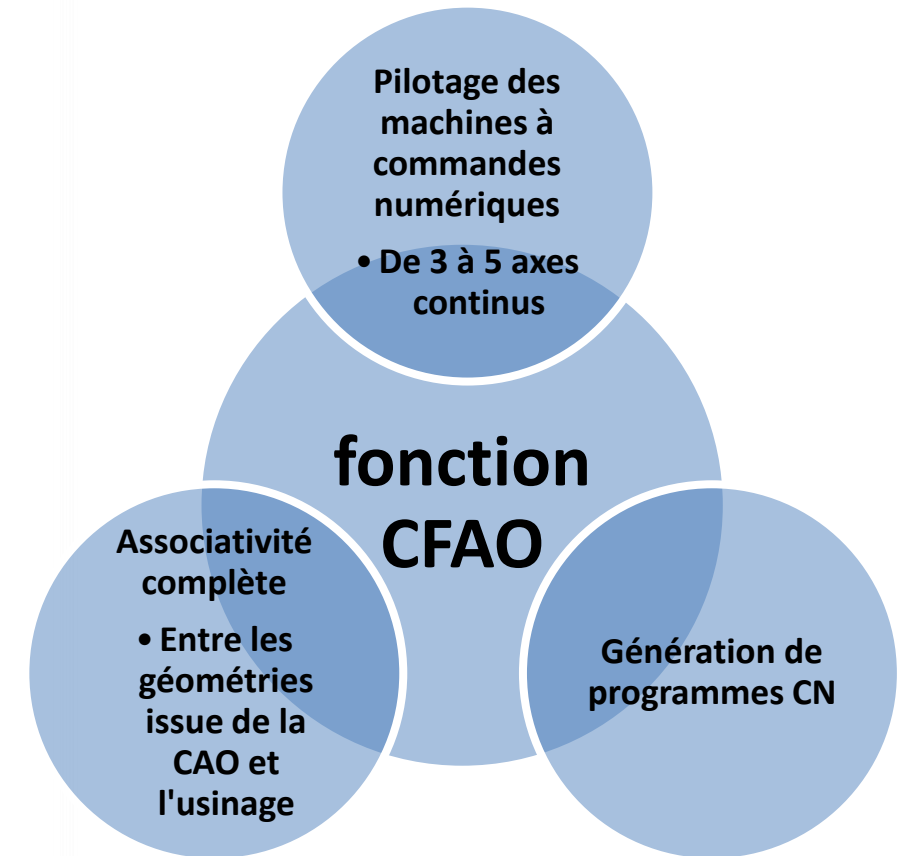 Pilotage des
machines à
commandes
numériques
• De 3 à 5 axes
continus
fonction
CFAO
Associativité
complète
• Entre les
géométries
issue de la
CAO et
l'usinage
Génération de
programmes CN